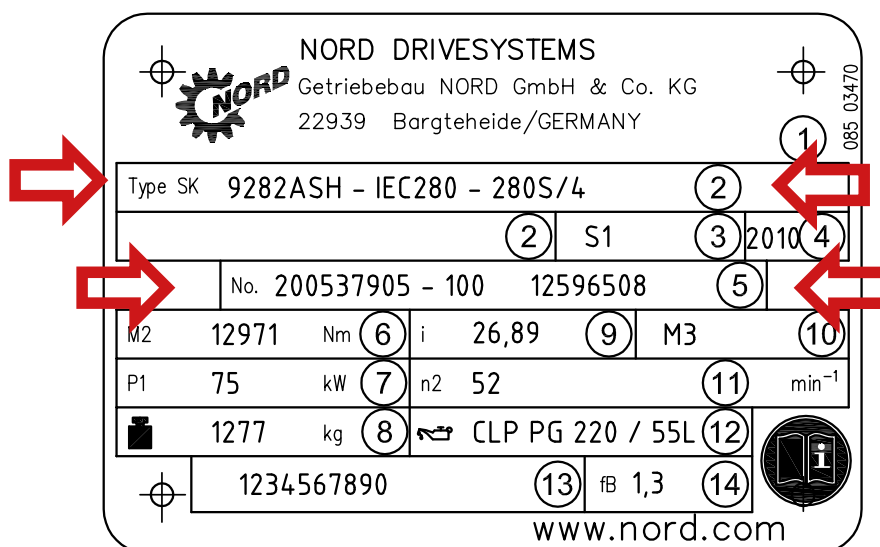 NORD DRIVESYSTEMS
NORD Getriebebau NORD GmbH & Co. KG
22939 Bargteheide/GERMANY
085 03470
1
Type SK 9282ASH - IEC280 - 280S/4 2
2 S1 3 2010 4
No. 200537905 - 100 12596508 5
M2 12971 Nm 6 i 26,89 9 M3 10
P1 75 kW 7 n2 52 11 min⁻¹
1277 kg 8 CLP PG 220 / 55L 12
i
1234567890 13 fB 1,3 14
www.nord.com